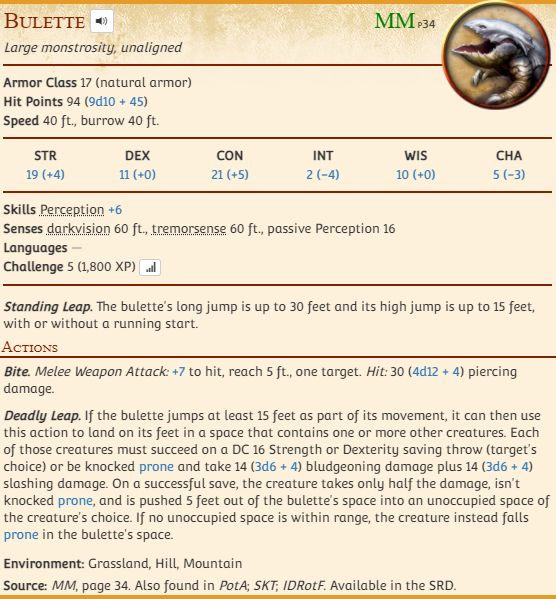 Bulette MM p34
Large monstrosity, unaligned
Armor Class 17 (natural armor)
Hit Points 94 (9d10 + 45)
Speed 40 ft., burrow 40 ft.
STR DEX CON INT WIS CHA
19 (+4) 11 (+0) 21 (+5) 2 (−4) 10 (+0) 5 (−3)
Skills Perception +6
Senses darkvision 60 ft., tremorsense 60 ft., passive Perception 16
Languages —
Challenge 5 (1,800 XP)
Standing Leap. The bulette's long jump is up to 30 feet and its high jump is up to 15 feet,
with or without a running start.
Actions
Bite. Melee Weapon Attack: +7 to hit, reach 5 ft., one target. Hit: 30 (4d12 + 4) piercing
damage.
Deadly Leap. If the bulette jumps at least 15 feet as part of its movement, it can then use
this action to land on its feet in a space that contains one or more other creatures. Each
of those creatures must succeed on a DC 16 Strength or Dexterity saving throw (target's
choice) or be knocked prone and take 14 (3d6 + 4) bludgeoning damage plus 14 (3d6 + 4)
slashing damage. On a successful save, the creature takes only half the damage, isn't
knocked prone, and is pushed 5 feet out of the bulette's space into an unoccupied space of
the creature's choice. If no unoccupied space is within range, the creature instead falls
prone in the bulette's space.
Environment: Grassland, Hill, Mountain
Source: MM, page 34. Also found in PotA; SKT; IDRotF. Available in the SRD.